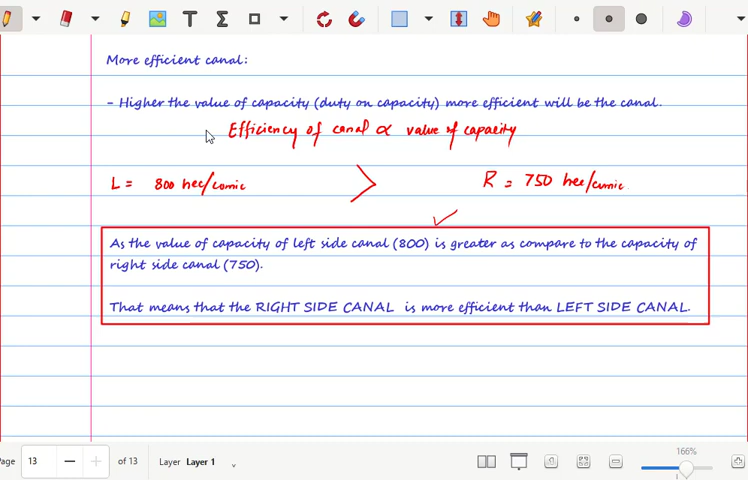 More efficient canal:
- Higher the value of capacity (duty on capacity) more efficient will be the canal.
Efficiency of canal ∝ value of capacity
L = 800 hec/comic > R = 750 hec/cumic.
As the value of capacity of left side canal (800) is greater as compare to the capacity of
right side canal (750).
That means that the RIGHT SIDE CANAL is more efficient than LEFT SIDE CANAL.
Page 13 of 13 Layer Layer 1
166%